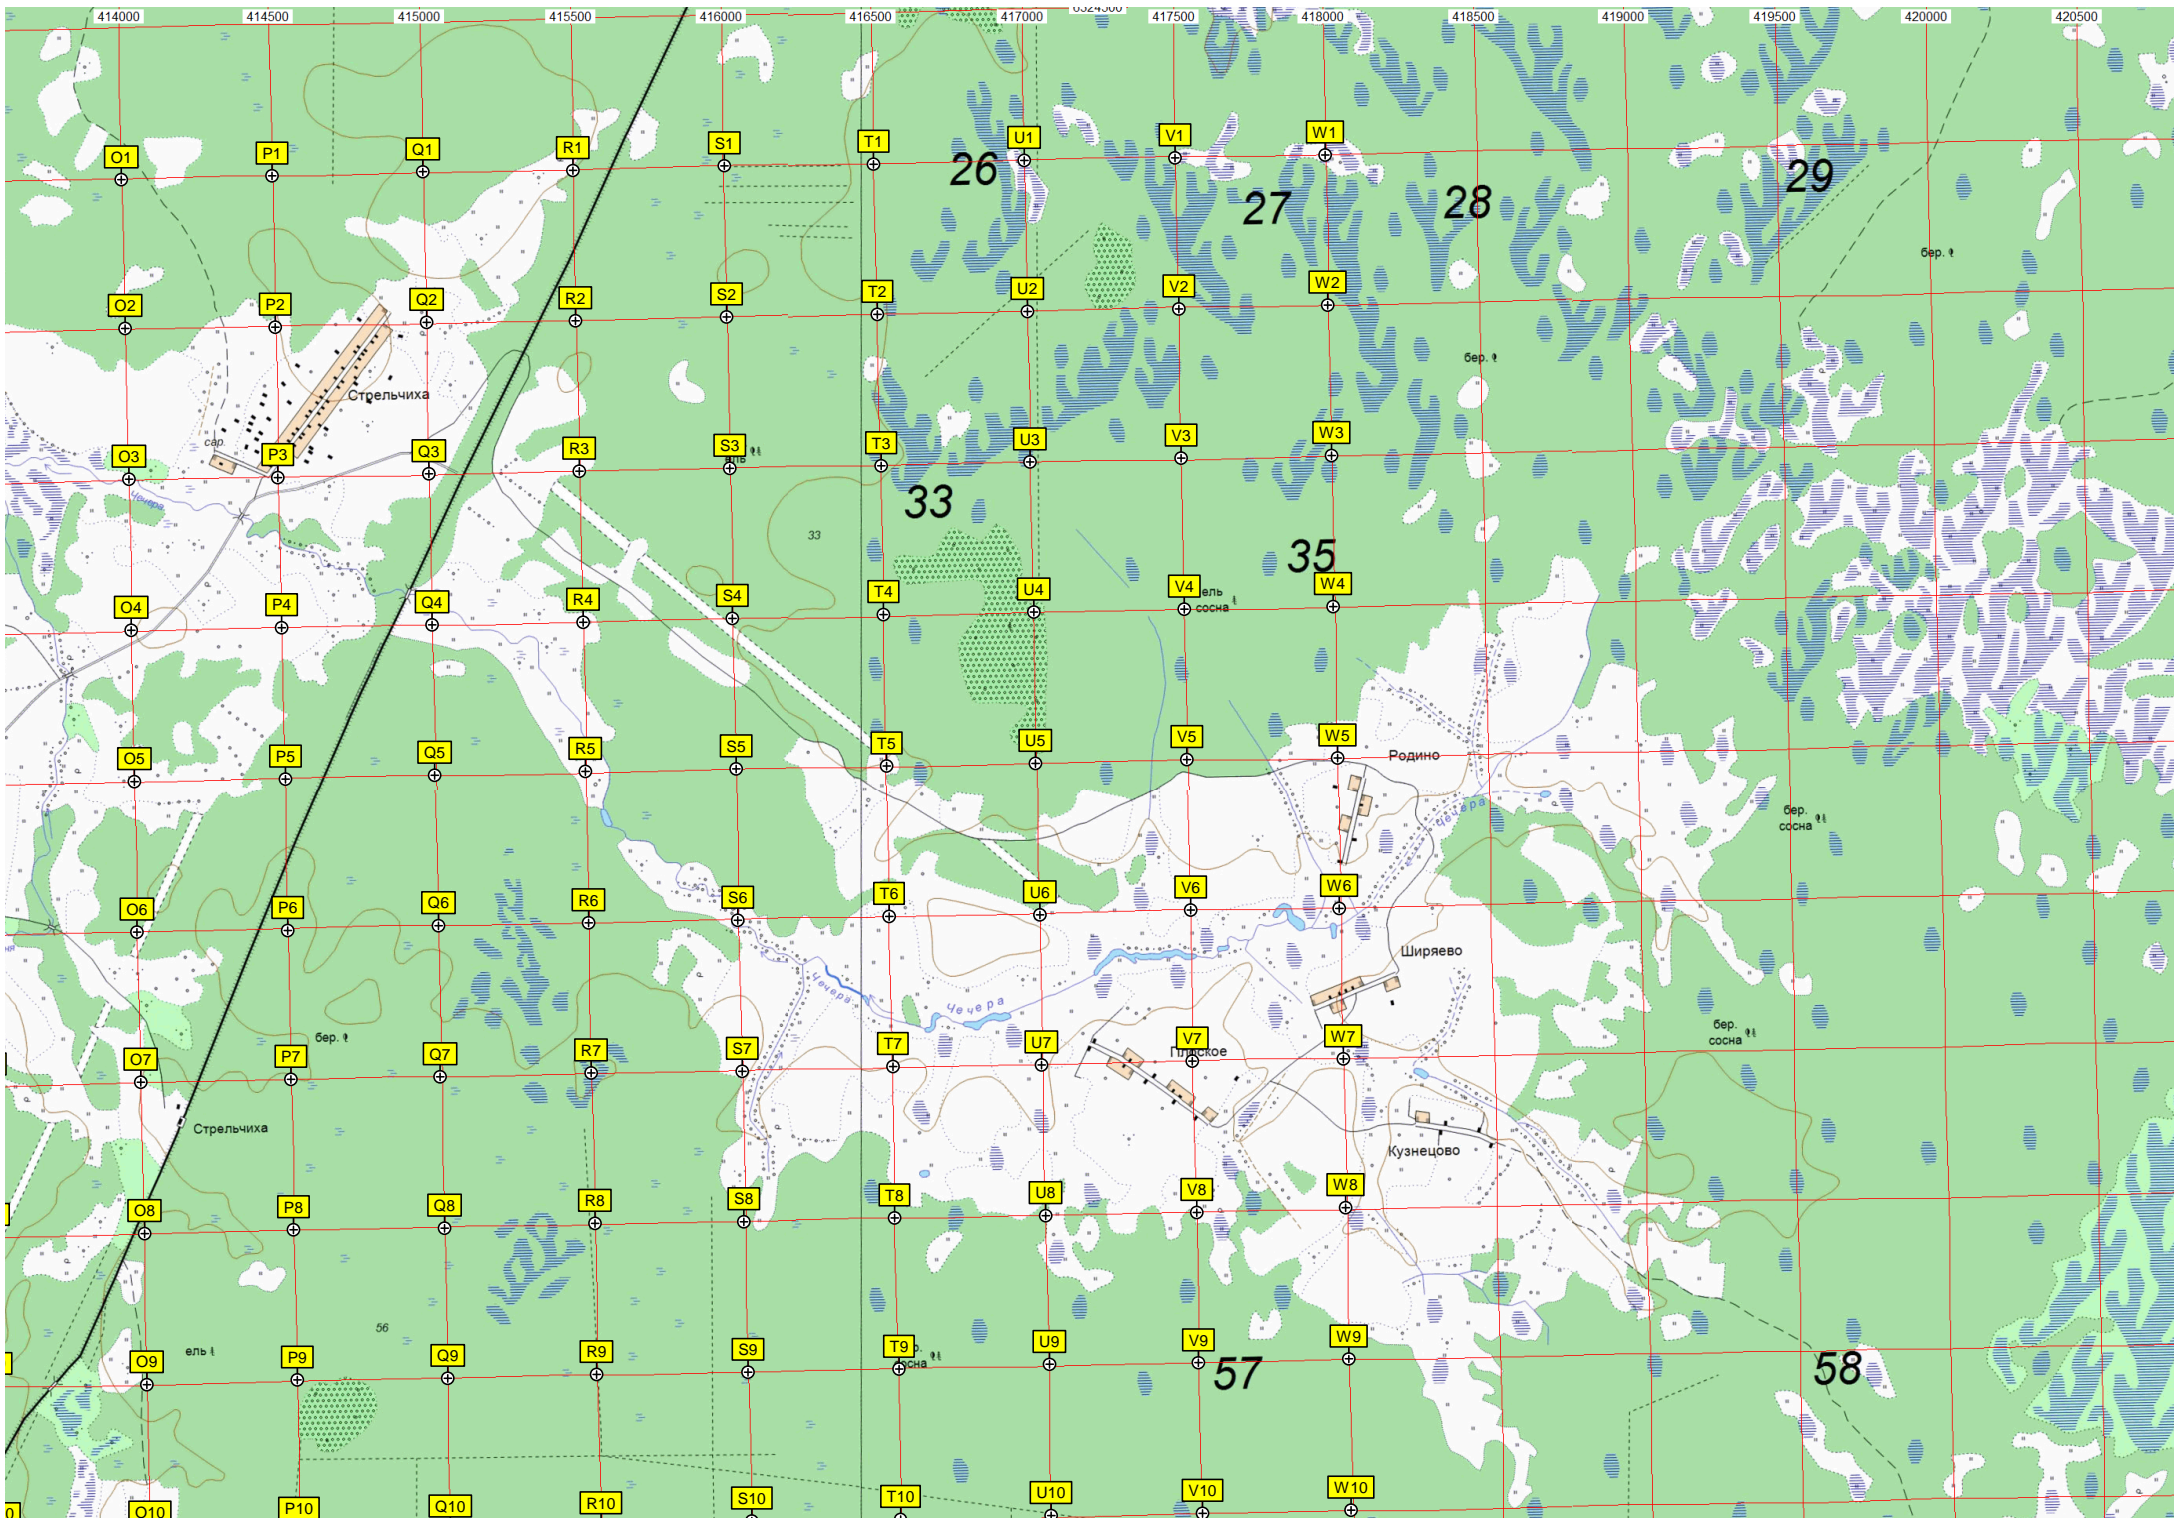 414000 414500 415000 415500 416000 416500 417000 417500 418000 418500 419000 419500 420000 420500
O1 P1 Q1 R1 S1 T1 U1 V1 W1
26 27 28 29
бер.
O2 P2 Q2 R2 S2 T2 U2 V2 W2
бер.
Стрельчиха
сар.
O3 P3 Q3 R3 S3 T3 U3 V3 W3
ель
Чечера
33
33
35
O4 P4 Q4 R4 S4 T4 U4 V4 W4
ель
сосна
O5 P5 Q5 R5 S5 T5 U5 V5 W5
Родино
Чечера
бер.
сосна
O6 P6 Q6 R6 S6 T6 U6 V6 W6
Ширяево
Чечера
Чечера
бер.
бер.
сосна
O7 P7 Q7 R7 S7 T7 U7 V7 W7
Плоское
Стрельчиха
Кузнецово
O8 P8 Q8 R8 S8 T8 U8 V8 W8
56
ель
O9 P9 Q9 R9 S9 T9 U9 V9 W9
сосна
57
58
O10 P10 Q10 R10 S10 T10 U10 V10 W10